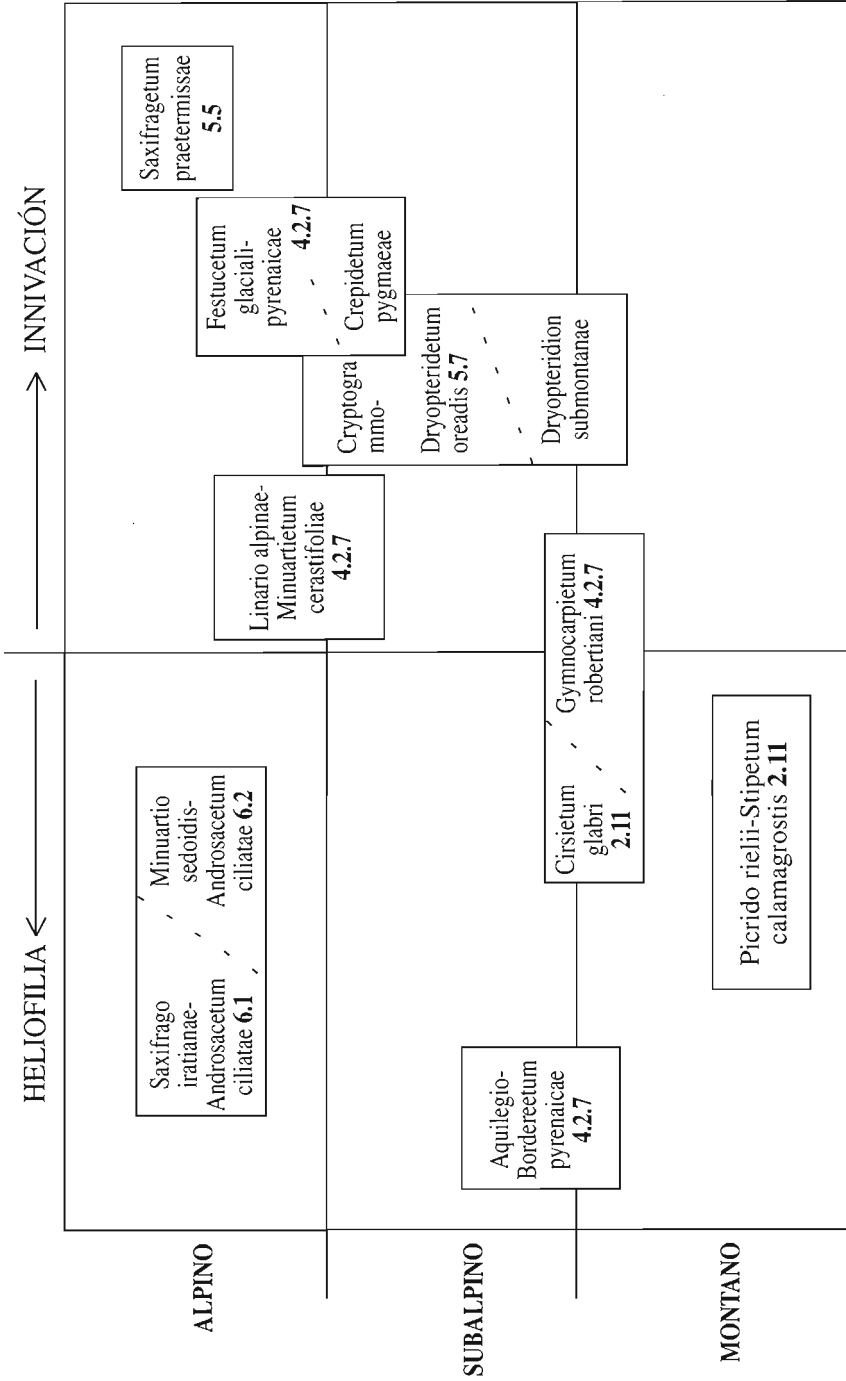 HELIOFILIA
INNIVACIÓN
ALPINO
Saxifrago
iratianae-
Androsacetum
ciliatae 6.1
Minuartio
sedoidis-
Androsacetum
ciliatae 6.2
Linario alpinae-
Minuartietum
cerastifoliae
4.2.7
Festucetum
glaciali-
pyrenaicae
4.2.7
Crepidetum
pygmaeae
Saxifragetum
praetermissae
5.5
SUBALPINO
Aquilegio-
Bordereetum
pyrenaicae
4.2.7
Cirsietum
glabri
2.11
Gymnocarpietum
robertiani 4.2.7
Cryptogra
mmo-
Dryopteridetum
oreadis 5.7
Dryopteridion
submontanae
MONTANO
Picrido rielii-Stipetum
calamagrostis 2.11